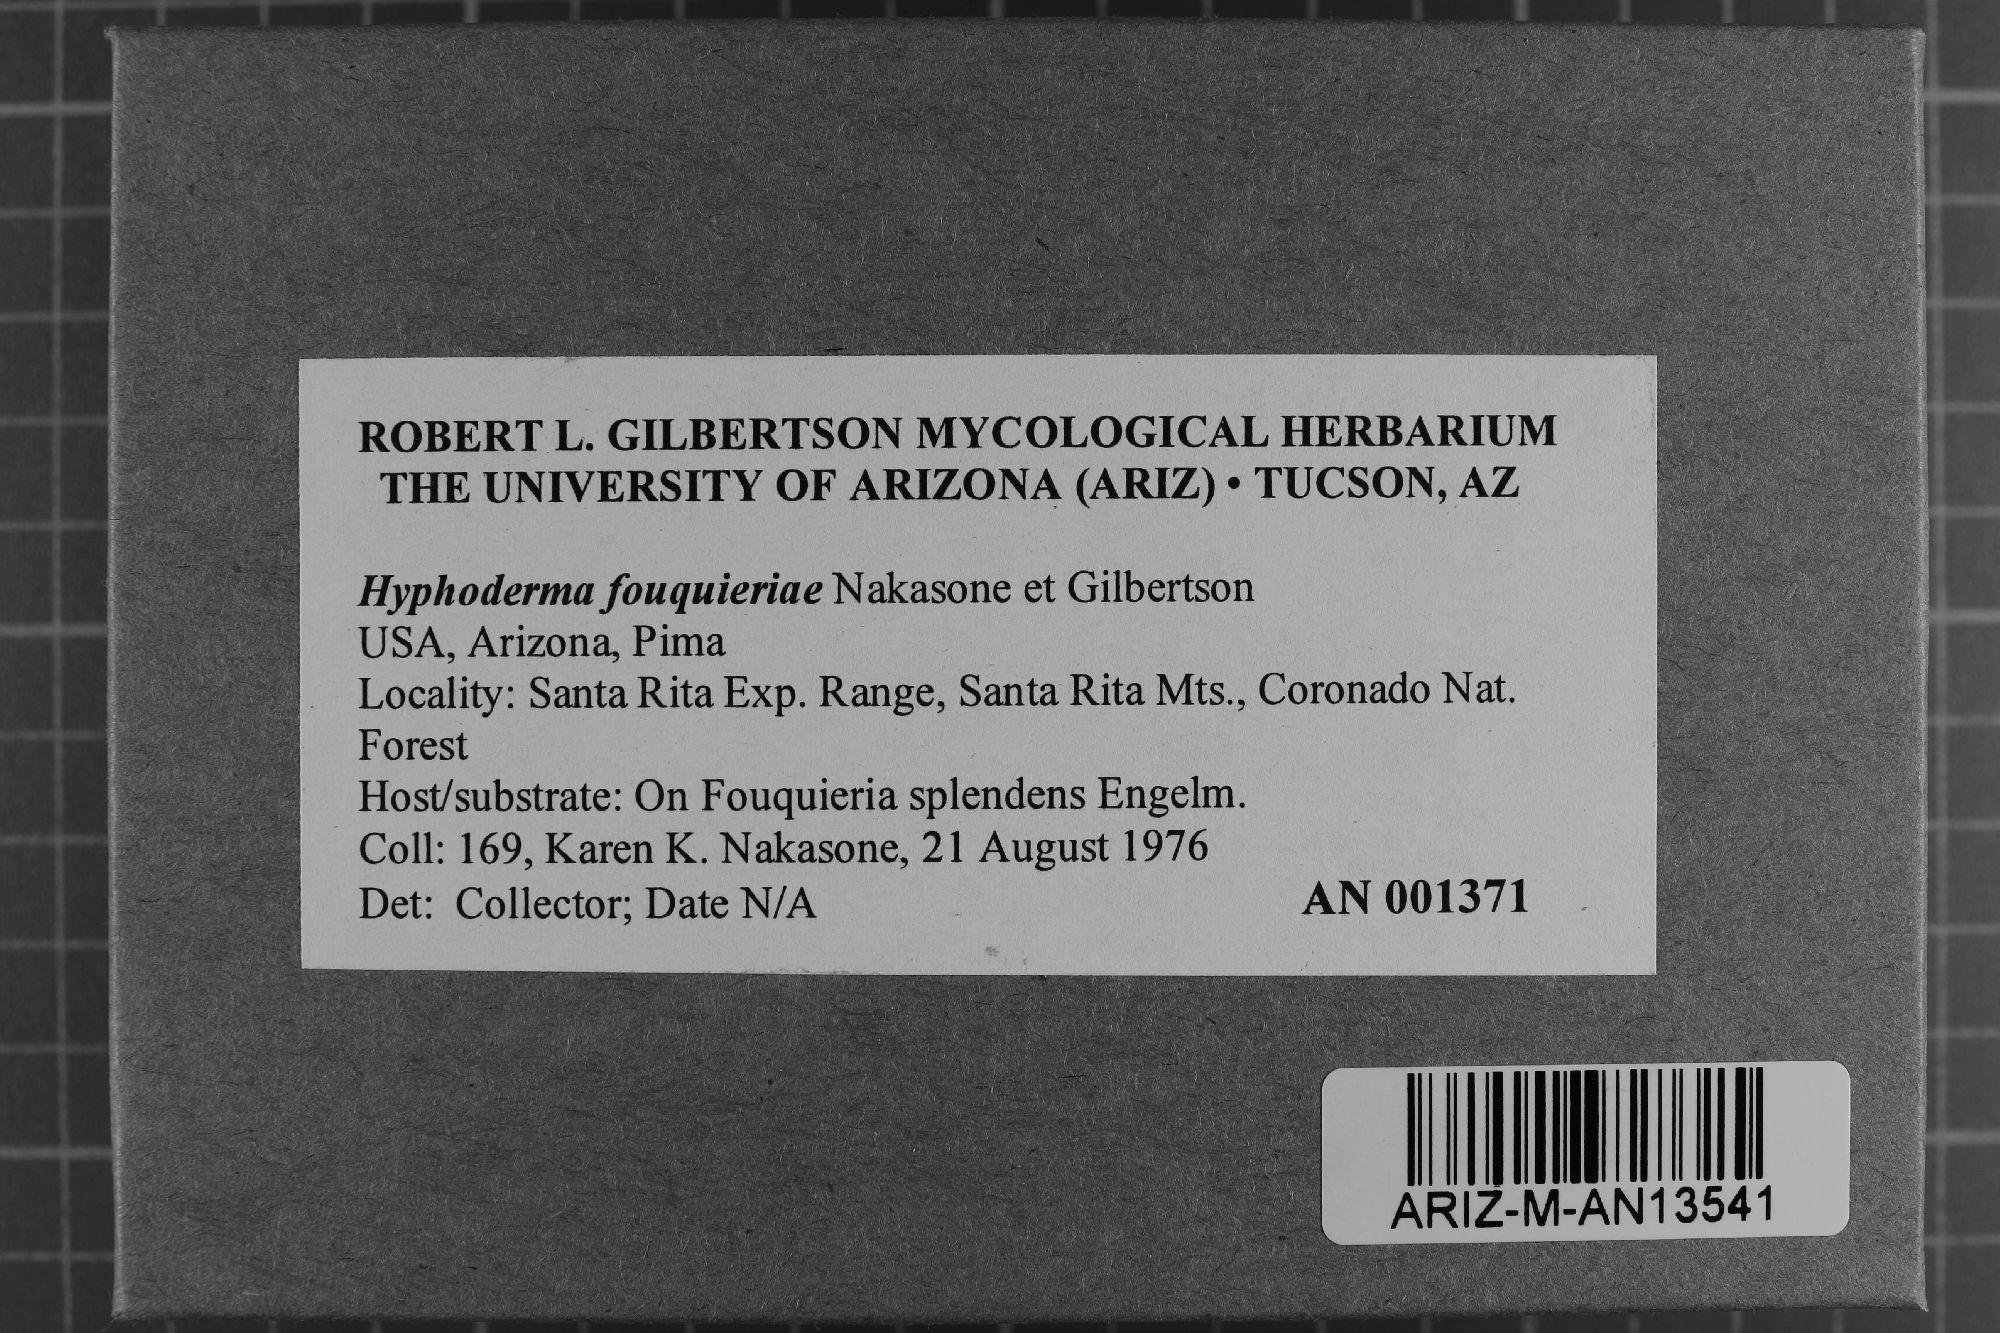 ROBERT L. GILBERTSON MYCOLOGICAL HERBARIUM
THE UNIVERSITY OF ARIZONA (ARIZ) • TUCSON, AZ
Hyphoderma fouquieriae Nakasone et Gilbertson
USA, Arizona, Pima
Locality: Santa Rita Exp. Range, Santa Rita Mts., Coronado Nat.
Forest
Host/substrate: On Fouquieria splendens Engelm.
Coll: 169, Karen K. Nakasone, 21 August 1976
Det: Collector; Date N/A
AN 001371
ARIZ-M-AN13541